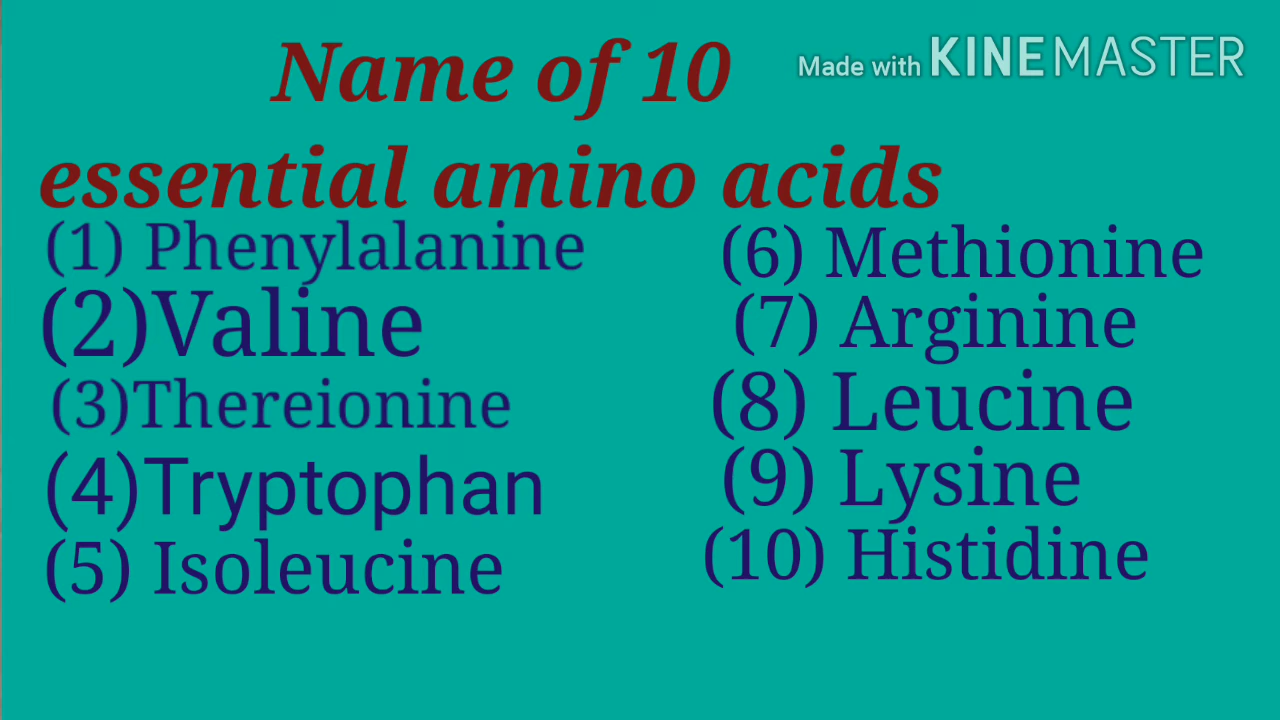 Name of 10
essential amino acids
Made with KINEMASTER
(1) Phenylalanine
(2)Valine
(3)Thereionine
(4)Tryptophan
(5) Isoleucine
(6) Methionine
(7) Arginine
(8) Leucine
(9) Lysine
(10) Histidine